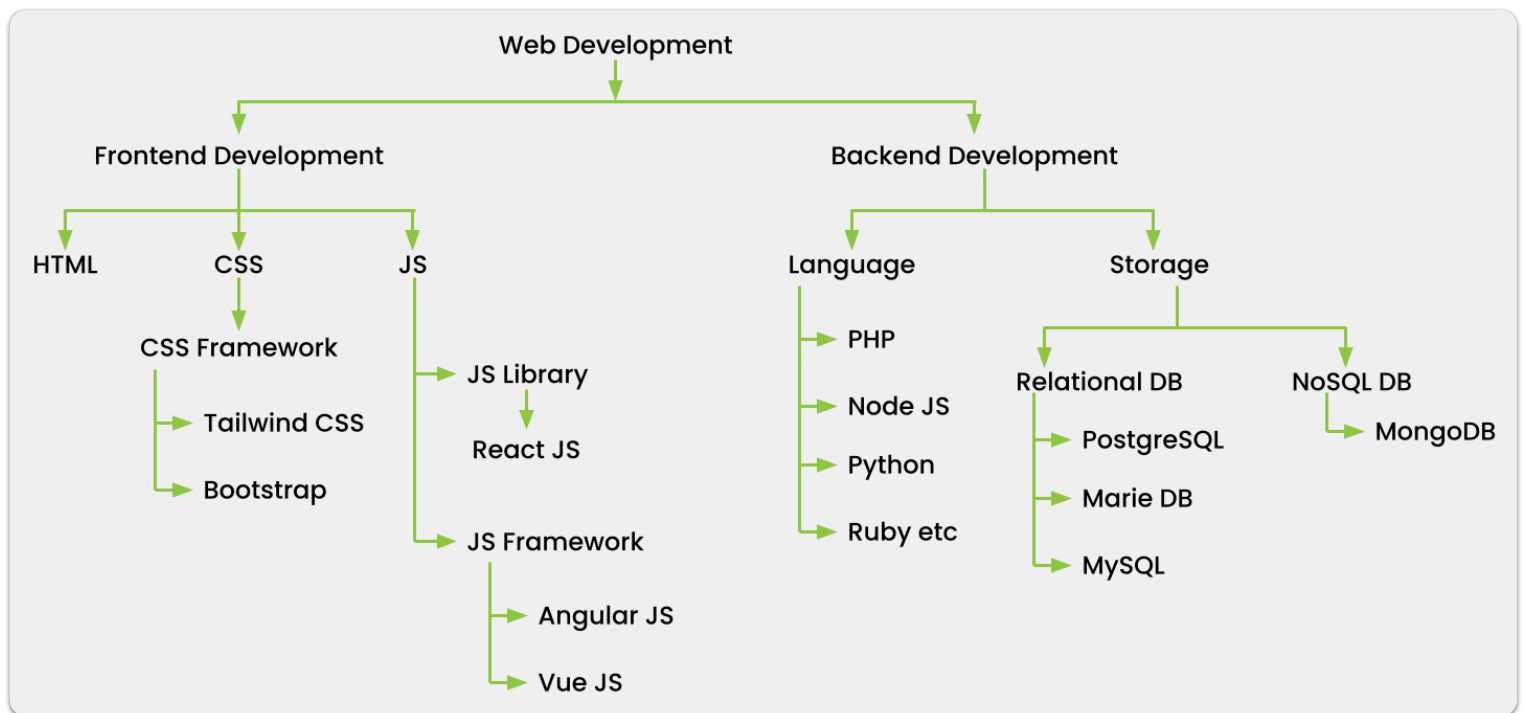 Web Development
Frontend Development
Backend Development
HTML
CSS
JS
Language
Storage
CSS Framework
Tailwind CSS
Bootstrap
JS Library
React JS
JS Framework
Angular JS
Vue JS
PHP
Node JS
Python
Ruby etc
Relational DB
PostgreSQL
Marie DB
MySQL
NoSQL DB
MongoDB